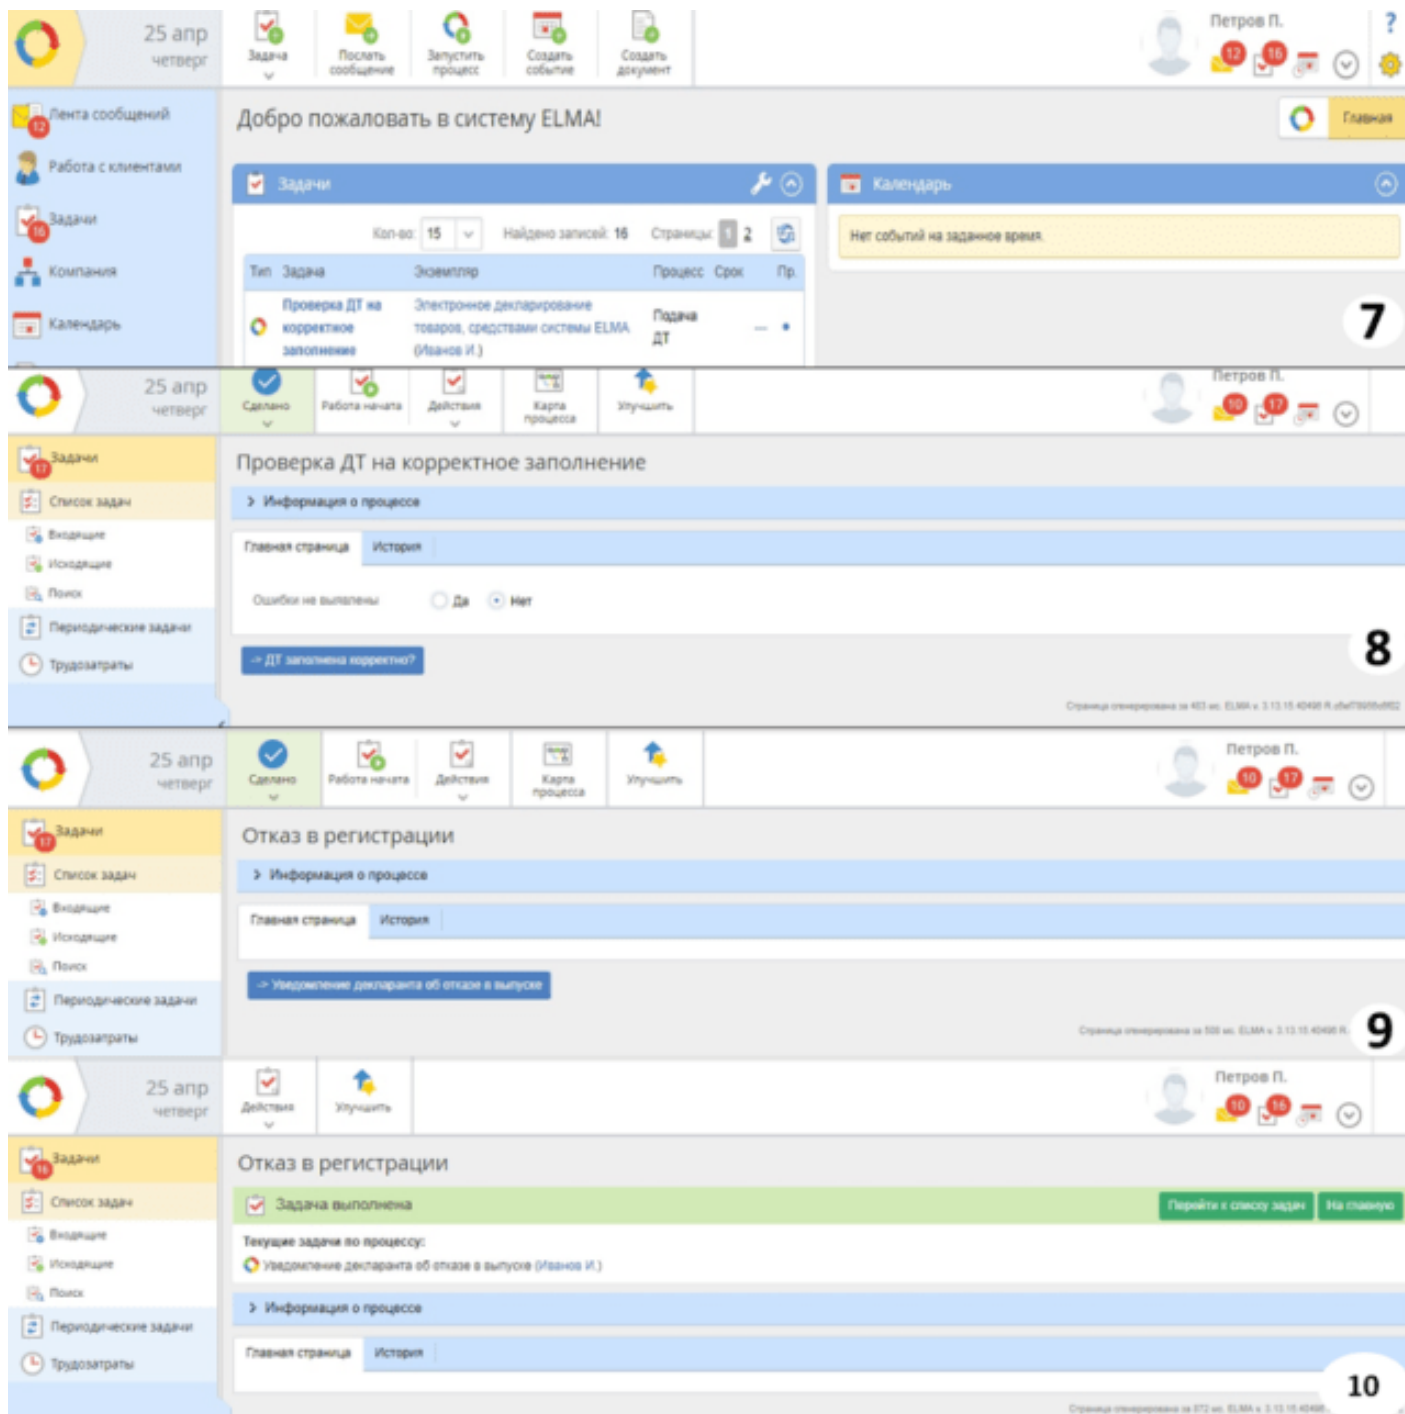 25 апр
четверг
Задача
Послать
сообщение
Запустить
процесс
Создать
событие
Создать
документ
Петров П.
12
16
?
Лента сообщений
12
Работа с клиентами
Задачи
16
Компания
Календарь
Добро пожаловать в систему ELMA!
Главная
Задачи
Кол-во: 15 Найдено записей: 16 Страницы: 1 2
Тип Задача Экземпляр Процесс Срок Пр.
Проверка ДТ на
корректное
заполнение
Электронное декларирование
товаров, средствами системы ELMA
(Иванов И.)
Подача
ДТ
Календарь
Нет событий на заданное время.
7
25 апр
четверг
Сделано
Работа начата
Действия
Карта
процесса
Улучшить
Петров П.
10
17
Задачи
17
Список задач
Входящие
Исходящие
Поиск
Периодические задачи
Трудозатраты
Проверка ДТ на корректное заполнение
> Информация о процессе
Главная страница История
Ошибки не выявлены Да Нет
-> ДТ заполнена корректно?
8
25 апр
четверг
Сделано
Работа начата
Действия
Карта
процесса
Улучшить
Петров П.
10
17
Задачи
17
Список задач
Входящие
Исходящие
Поиск
Периодические задачи
Трудозатраты
Отказ в регистрации
> Информация о процессе
Главная страница История
-> Уведомление декларанта об отказе в выпуске
9
25 апр
четверг
Действия
Улучшить
Петров П.
10
16
Задачи
16
Список задач
Входящие
Исходящие
Поиск
Периодические задачи
Трудозатраты
Отказ в регистрации
Задача выполнена
Перейти к списку задач На главную
Текущие задачи по процессу:
Уведомление декларанта об отказе в выпуске (Иванов И.)
> Информация о процессе
Главная страница История
10